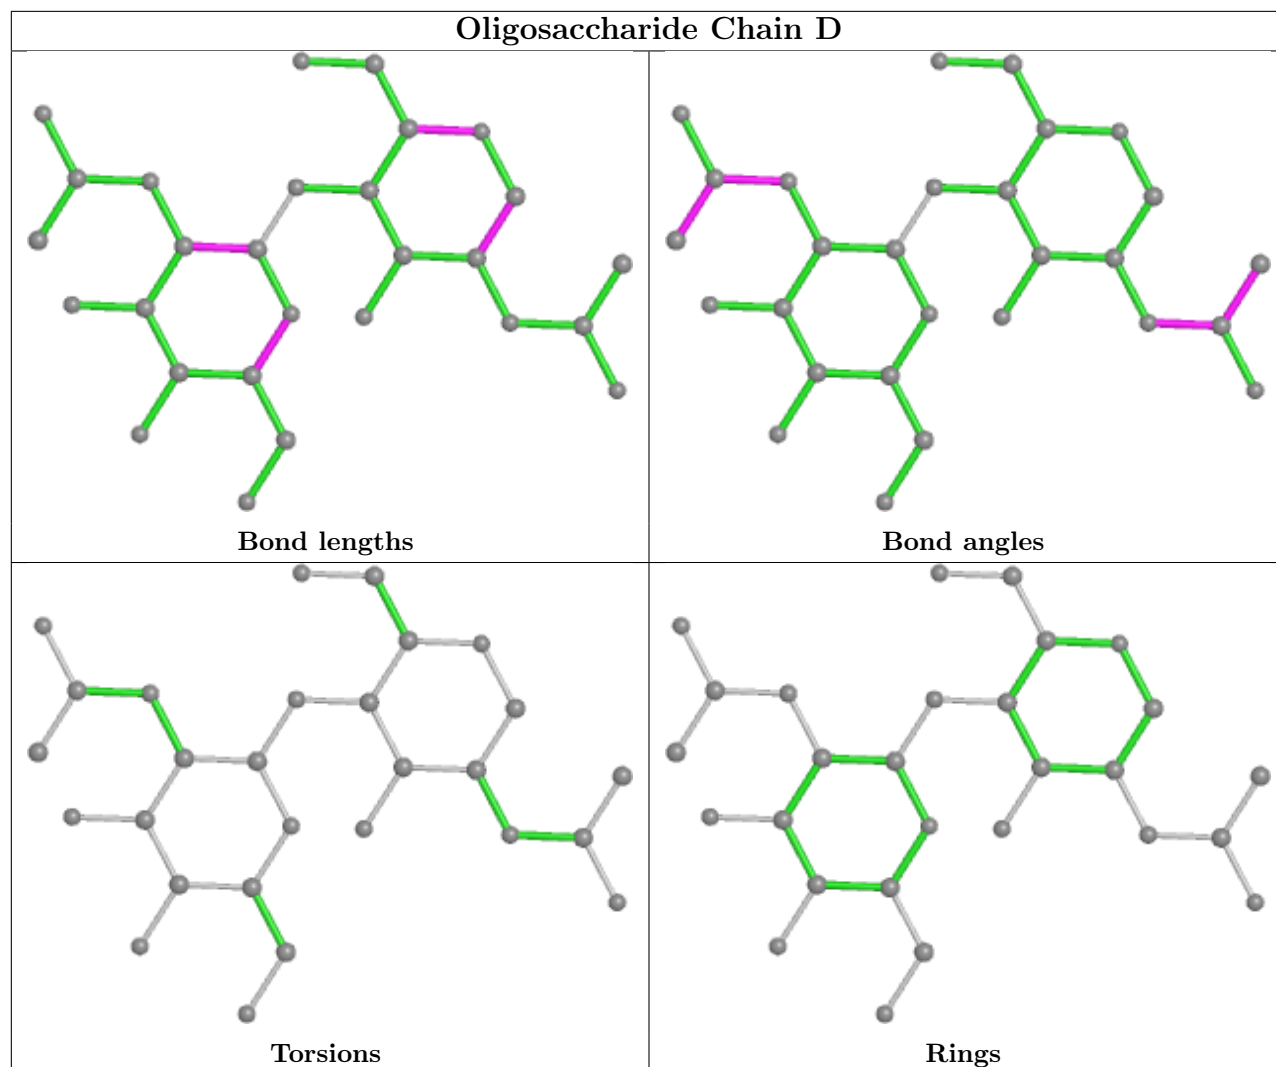 Oligosaccharide Chain D
Bond lengths
Bond angles
Torsions
Rings